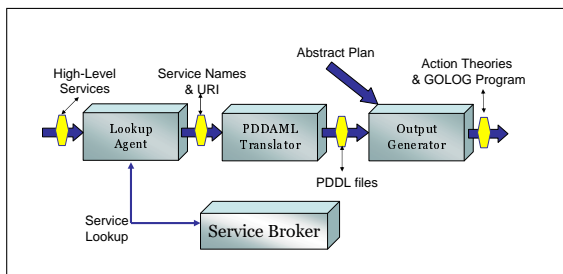 Abstract Plan
High-Level
Services
Service Names
& URI
Action Theories
& GOLOG Program
Lookup
Agent
PDDAML
Translator
Output
Generator
PDDL files
Service
Lookup
Service Broker